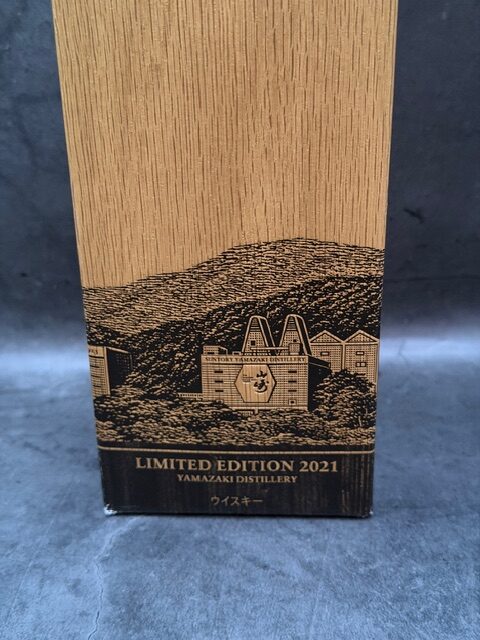 SUNTORY YAMAZAKI DISTILLERY
山崎
LIMITED EDITION 2021
YAMAZAKI DISTILLERY
ウイスキー